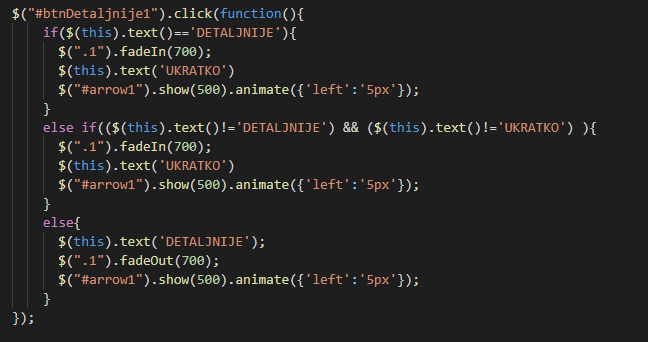 $("#btnDetaljnije1").click(function(){
if($(this).text()=='DETALJNIJE'){
$(".1").fadeIn(700);
$(this).text('UKRATKO')
$("#arrow1").show(500).animate({'left':'5px'});
}
else if(($(this).text()!='DETALJNIJE') && ($(this).text()!='UKRATKO') ){
$(".1").fadeIn(700);
$(this).text('UKRATKO')
$("#arrow1").show(500).animate({'left':'5px'});
}
else{
$(this).text('DETALJNIJE');
$(".1").fadeOut(700);
$("#arrow1").show(500).animate({'left':'5px'});
}
});